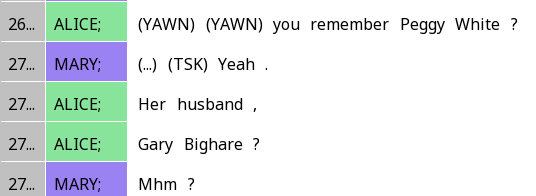 26... ALICE; (YAWN) (YAWN) you remember Peggy White ?
27... MARY; (...) (TSK) Yeah .
27... ALICE; Her husband ,
27... ALICE; Gary Bighare ?
27... MARY; Mhm ?